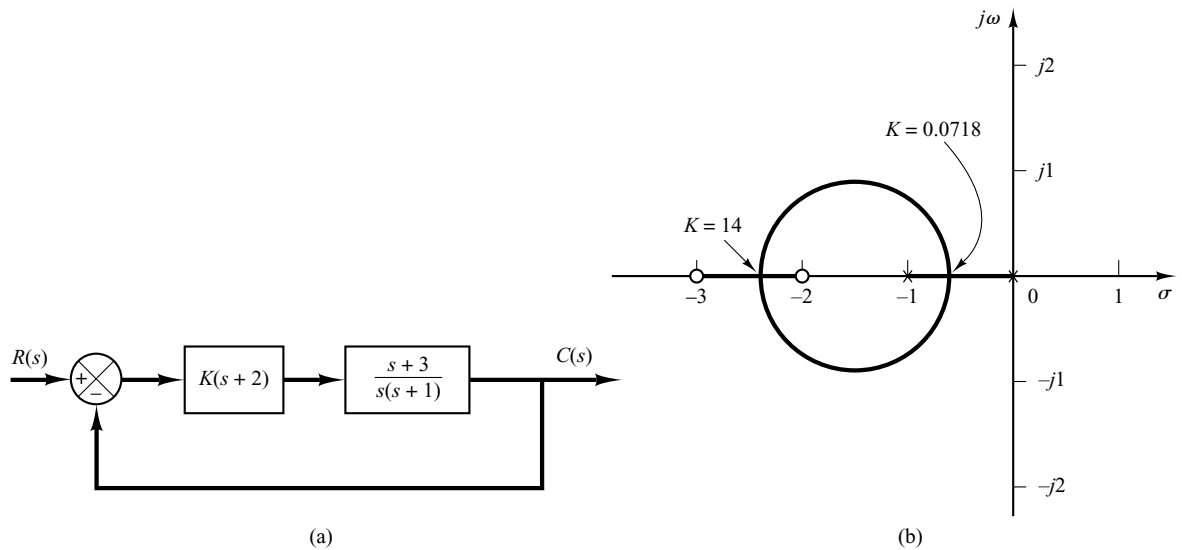 R(s)
+
−
K(s + 2)
s + 3
s(s + 1)
C(s)
(a)
jω
j2
K = 0.0718
j1
K = 14
−3
−2
−1
0
1
σ
−j1
−j2
(b)